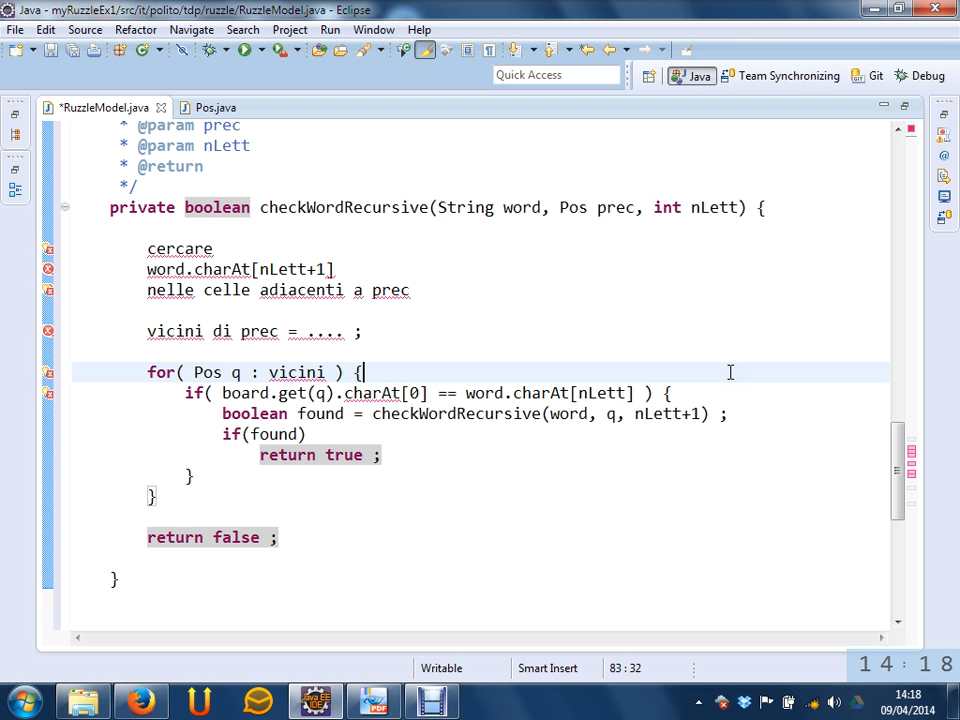 Java - myRuzzleEx1/src/it/polito/tdp/ruzzle/RuzzleModel.java - Eclipse
File Edit Source Refactor Navigate Search Project Run Window Help
Quick Access
Java Team Synchronizing Git Debug
*RuzzleModel.java Pos.java
* @param prec
* @param nLett
* @return
*/
private boolean checkWordRecursive(String word, Pos prec, int nLett) {
cercare
word.charAt[nLett+1]
nelle celle adiacenti a prec
vicini di prec = .... ;
for( Pos q : vicini ) {
if( board.get(q).charAt[0] == word.charAt[nLett] ) {
boolean found = checkWordRecursive(word, q, nLett+1) ;
if(found)
return true ;
}
}
return false ;
}
Writable Smart Insert 83 : 32
14:18
14:18
09/04/2014